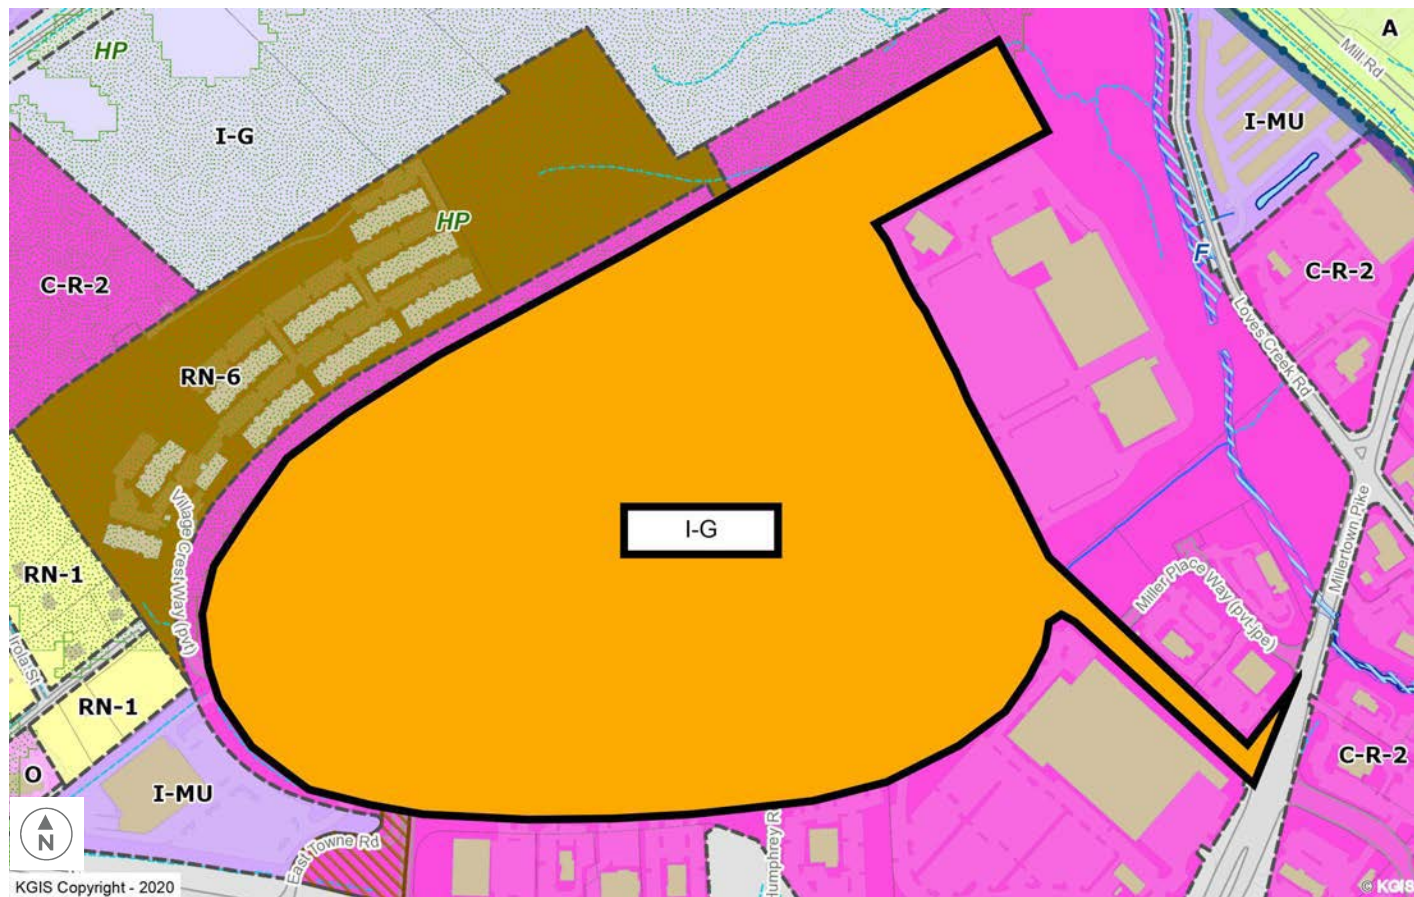 HP
A
Mill Rd
I-G
I-MU
HP
C-R-2
F
C-R-2
Loves Creek Rd
RN-6
Village Crest Way (pvt)
I-G
Millertown Pike
RN-1
Miller Place Way (pvt-jpe)
Irola St
RN-1
O
I-MU
C-R-2
N
East Towne Rd
Humphrey R
KGIS Copyright - 2020
© KGIS